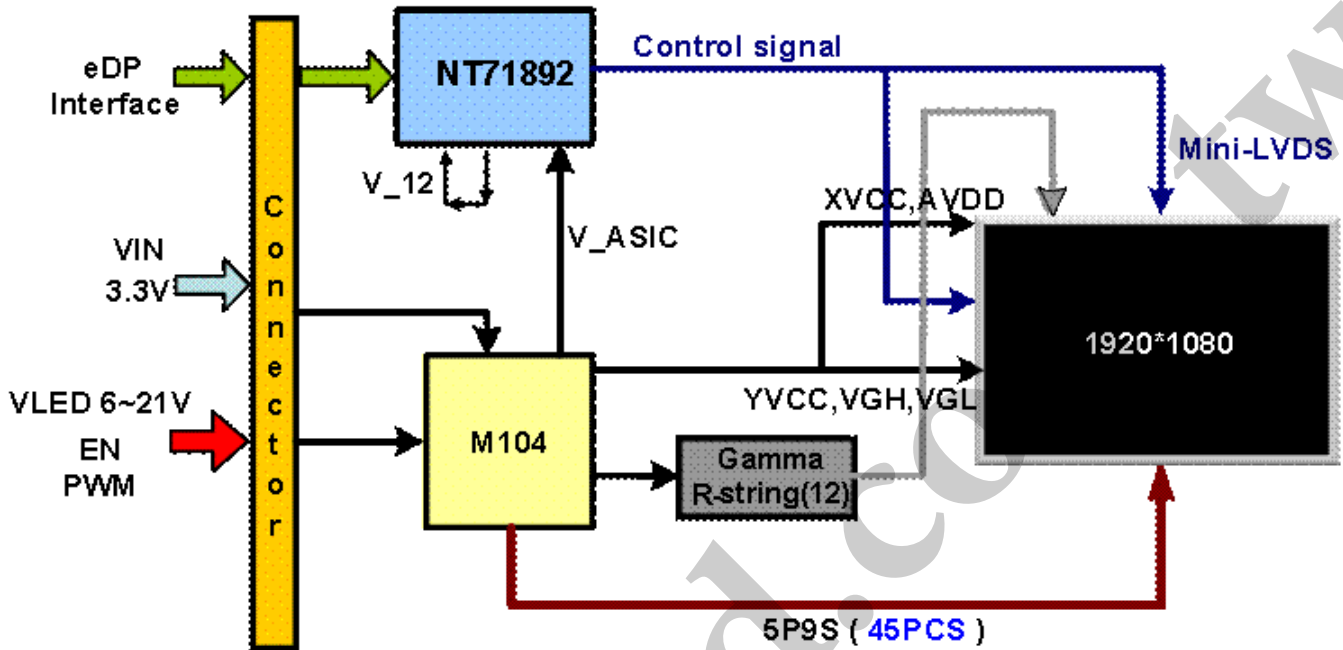 eDP
Interface
NT71892
Control signal
V_12
Mini-LVDS
XVCC,AVDD
Connector
VIN
3.3V
V_ASIC
1920*1080
VLED 6~21V
EN
PWM
M104
YVCC,VGH,VGL
Gamma
R-string(12)
5P9S ( 45PCS )